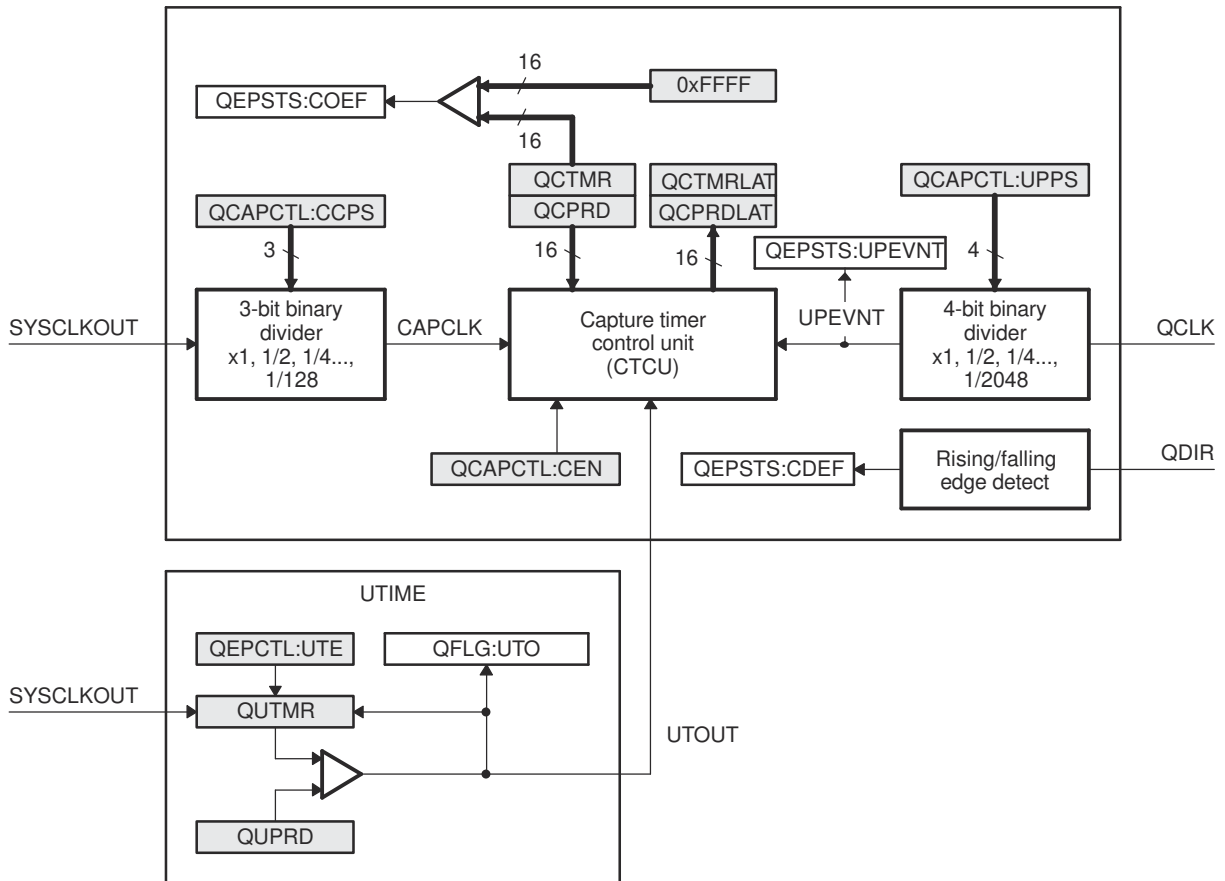 16
0xFFFF
QEPSTS:COEF
16
QCTMR
QCTMRLAT
QCAPCTL:UPPS
QCAPCTL:CCPS
QCPRD
QCPRDLAT
3
16
16
QEPSTS:UPEVNT
4
SYSCLKOUT
3-bit binary
divider
x1, 1/2, 1/4...,
1/128
CAPCLK
Capture timer
control unit
(CTCU)
UPEVNT
4-bit binary
divider
x1, 1/2, 1/4...,
1/2048
QCLK
QCAPCTL:CEN
QEPSTS:CDEF
Rising/falling
edge detect
QDIR
UTIME
QEPCTL:UTE
QFLG:UTO
SYSCLKOUT
QUTMR
UTOUT
QUPRD